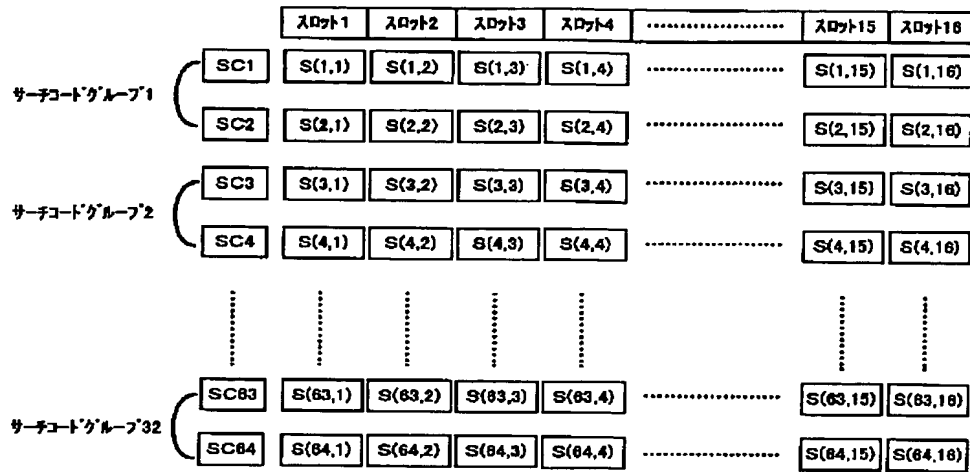 スロット1 スロット2 スロット3 スロット4 スロット15 スロット16
SC1 S(1,1) S(1,2) S(1,3) S(1,4) S(1,15) S(1,16)
サーチコードグループ1
SC2 S(2,1) S(2,2) S(2,3) S(2,4) S(2,15) S(2,16)
SC3 S(3,1) S(3,2) S(3,3) S(3,4) S(3,15) S(3,16)
サーチコードグループ2
SC4 S(4,1) S(4,2) S(4,3) S(4,4) S(4,15) S(4,16)
SC63 S(63,1) S(63,2) S(63,3) S(63,4) S(63,15) S(63,16)
サーチコードグループ32
SC64 S(64,1) S(64,2) S(64,3) S(64,4) S(64,15) S(64,16)